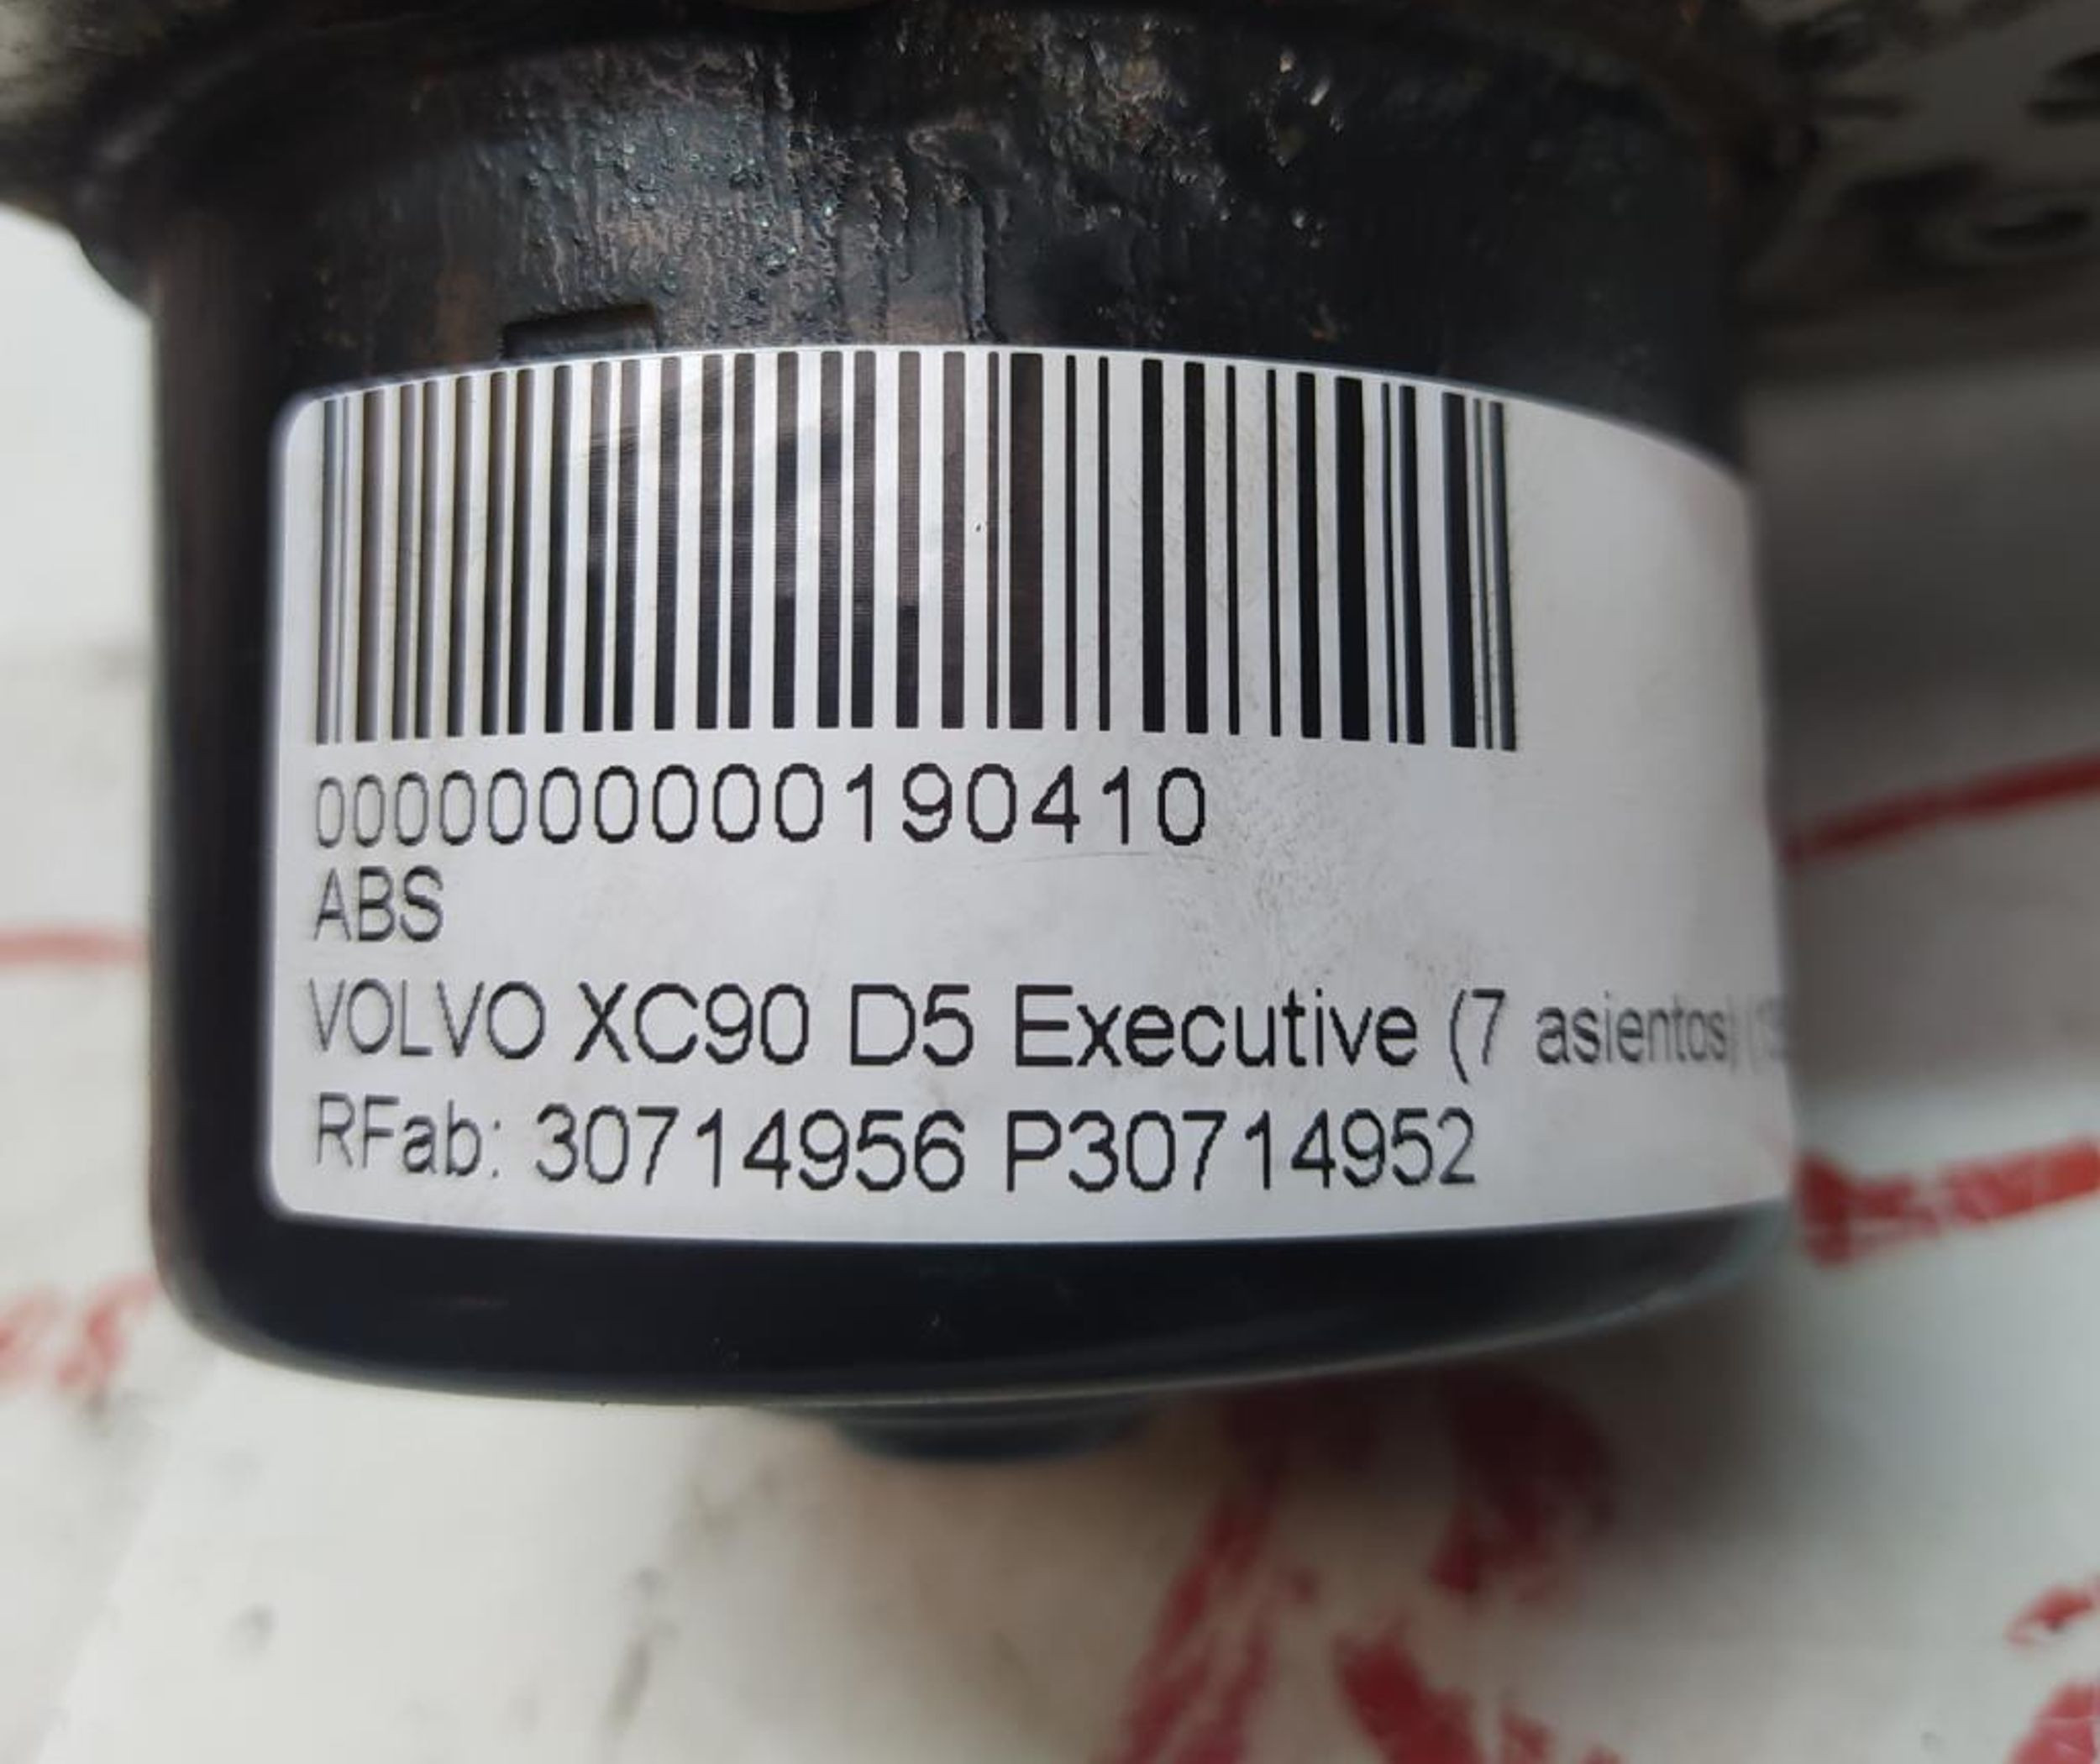 0000000000190410
ABS
VOLVO XC90 D5 Executive (7 asientos)
RFab: 30714956 P30714952